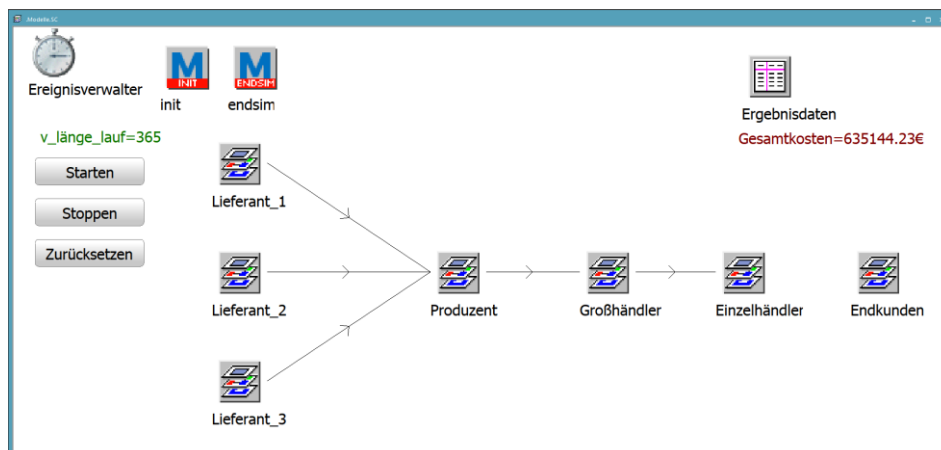 .Modelle.SC
Ereignisverwalter
M
INIT
init
M
ENDSIM
endsim
Ergebnisdaten
Gesamtkosten=635144.23€
v_länge_lauf=365
Starten
Stoppen
Zurücksetzen
Lieferant_1
Lieferant_2
Produzent
Großhändler
Einzelhändler
Endkunden
Lieferant_3